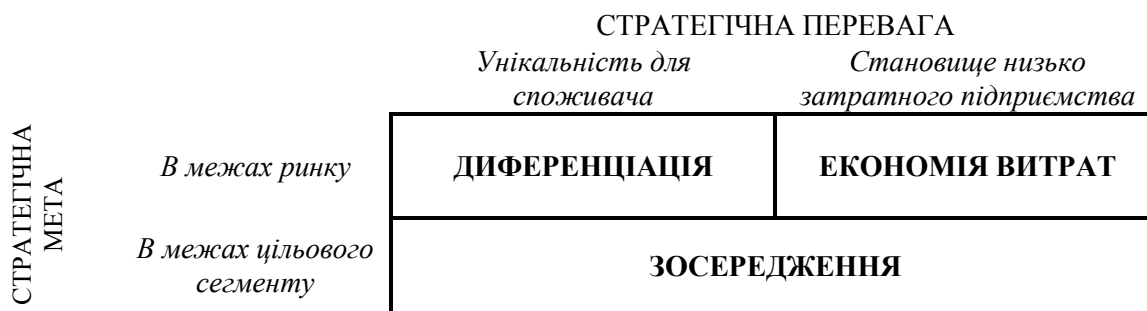 СТРАТЕГІЧНА ПЕРЕВАГА
Унікальність для
споживача
Становище низько
затратного підприємства
СТРАТЕГІЧНА
МЕТА
В межах ринку
ДИФЕРЕНЦІАЦІЯ
ЕКОНОМІЯ ВИТРАТ
В межах цільового
сегменту
ЗОСЕРЕДЖЕННЯ